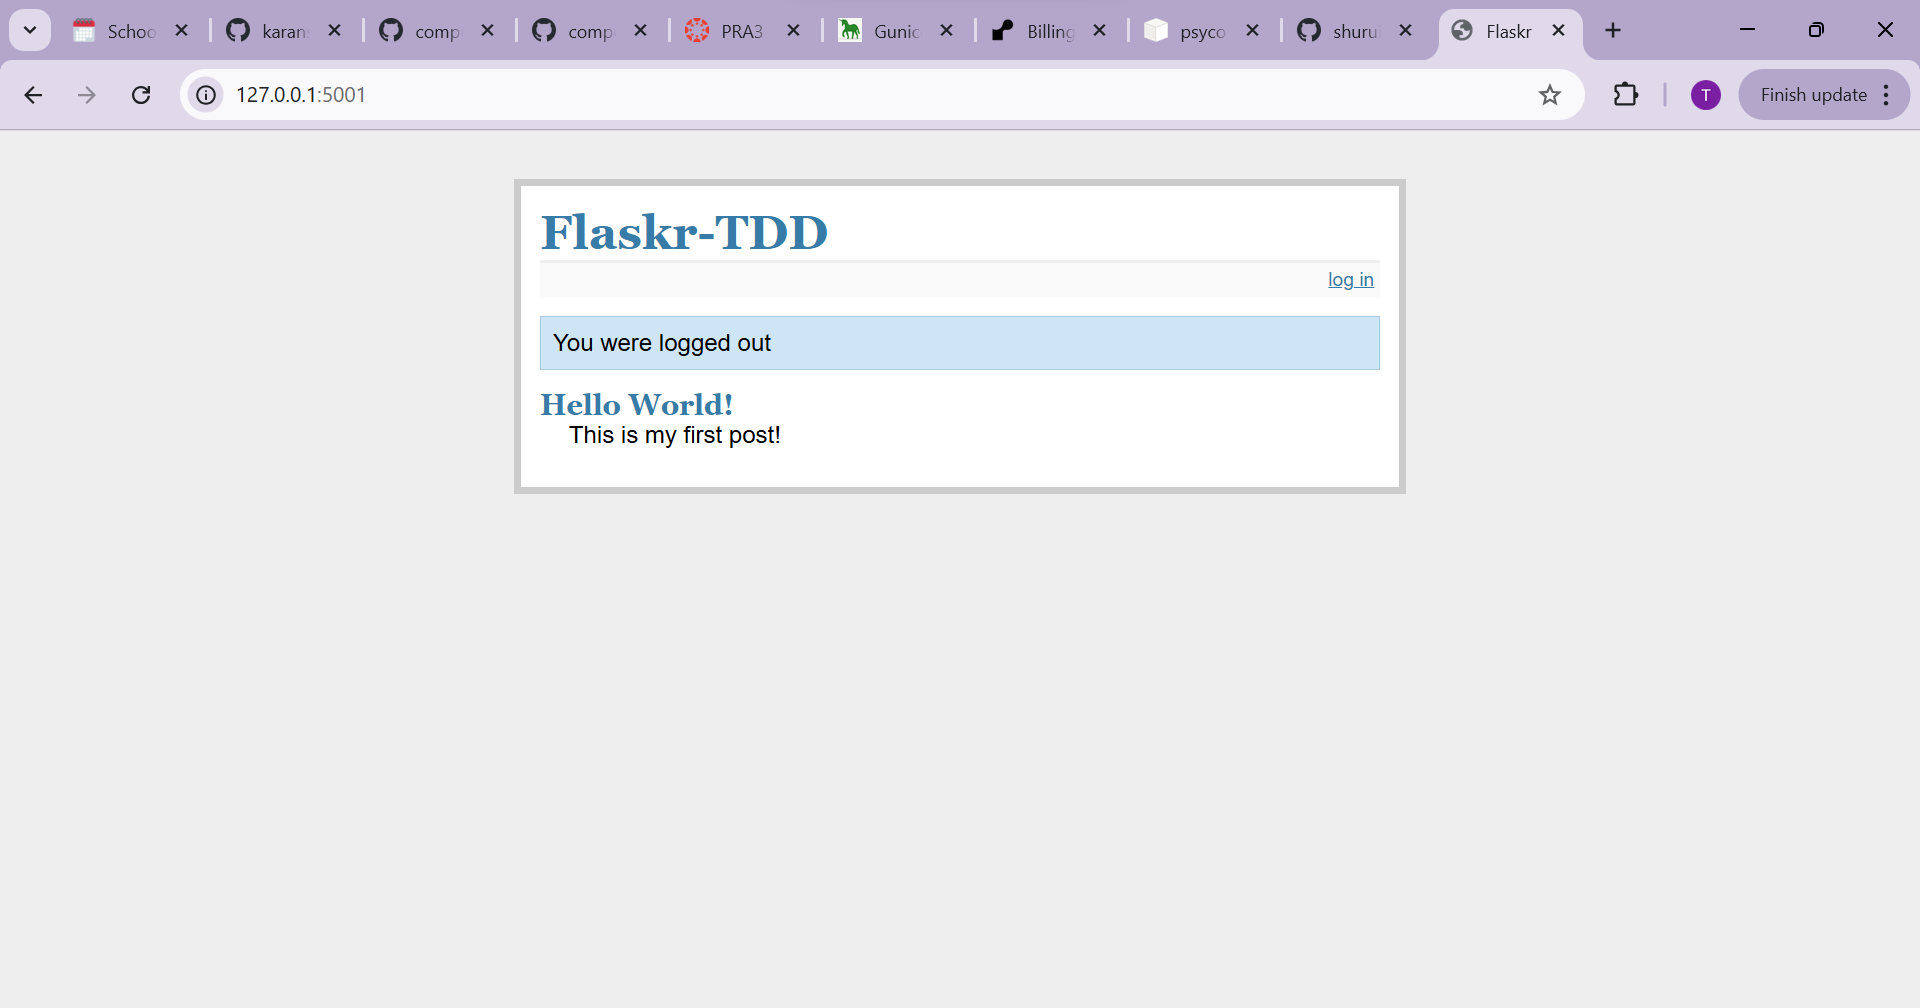 Schoo
karan
comp
comp
PRA3
Gunic
Billing
psyco
shurui
Flaskr
127.0.0.1:5001
T
Finish update
Flaskr-TDD
log in
You were logged out
Hello World!
This is my first post!